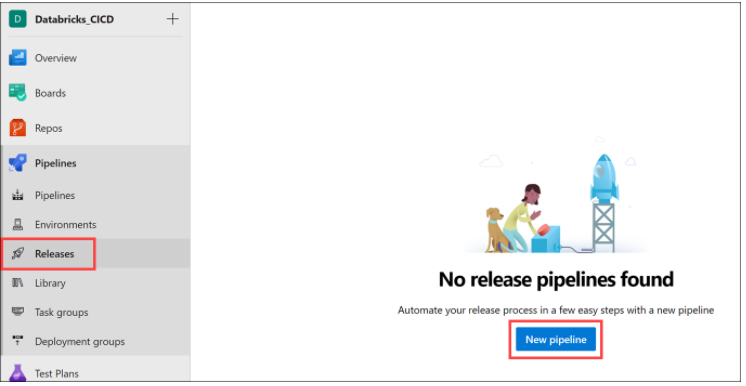 D Databricks_CICD +
Overview
Boards
Repos
Pipelines
Pipelines
Environments
Releases
Library
Task groups
Deployment groups
Test Plans
No release pipelines found
Automate your release process in a few easy steps with a new pipeline
New pipeline